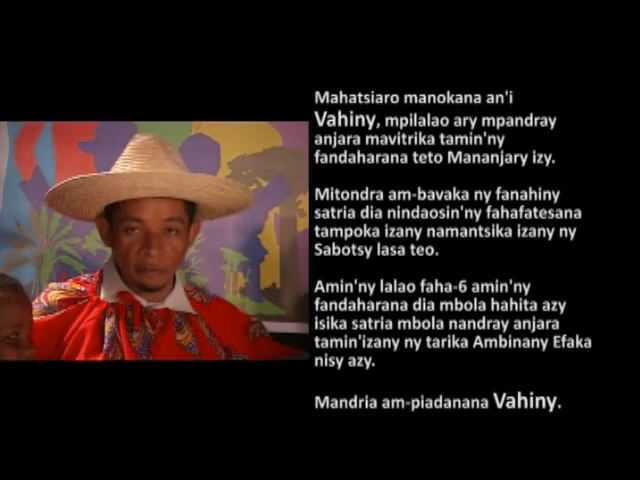 Mahatsiaro manokana an'i
Vahiny, mpilalao ary mpandray
anjara mavitrika tamin'ny
fandaharana teto Mananjary izy.
Mitondra am-bavaka ny fanahiny
satria dia nindaosin'ny fahafatesana
tampoka izany namantsika izany ny
Sabotsy lasa teo.
Amin'ny lalao faha-6 amin'ny
fandaharana dia mbola hahita azy
isika satria mbola nandray anjara
tamin'izany ny tarika Ambinany Efaka
nisy azy.
Mandria am-piadanana Vahiny.